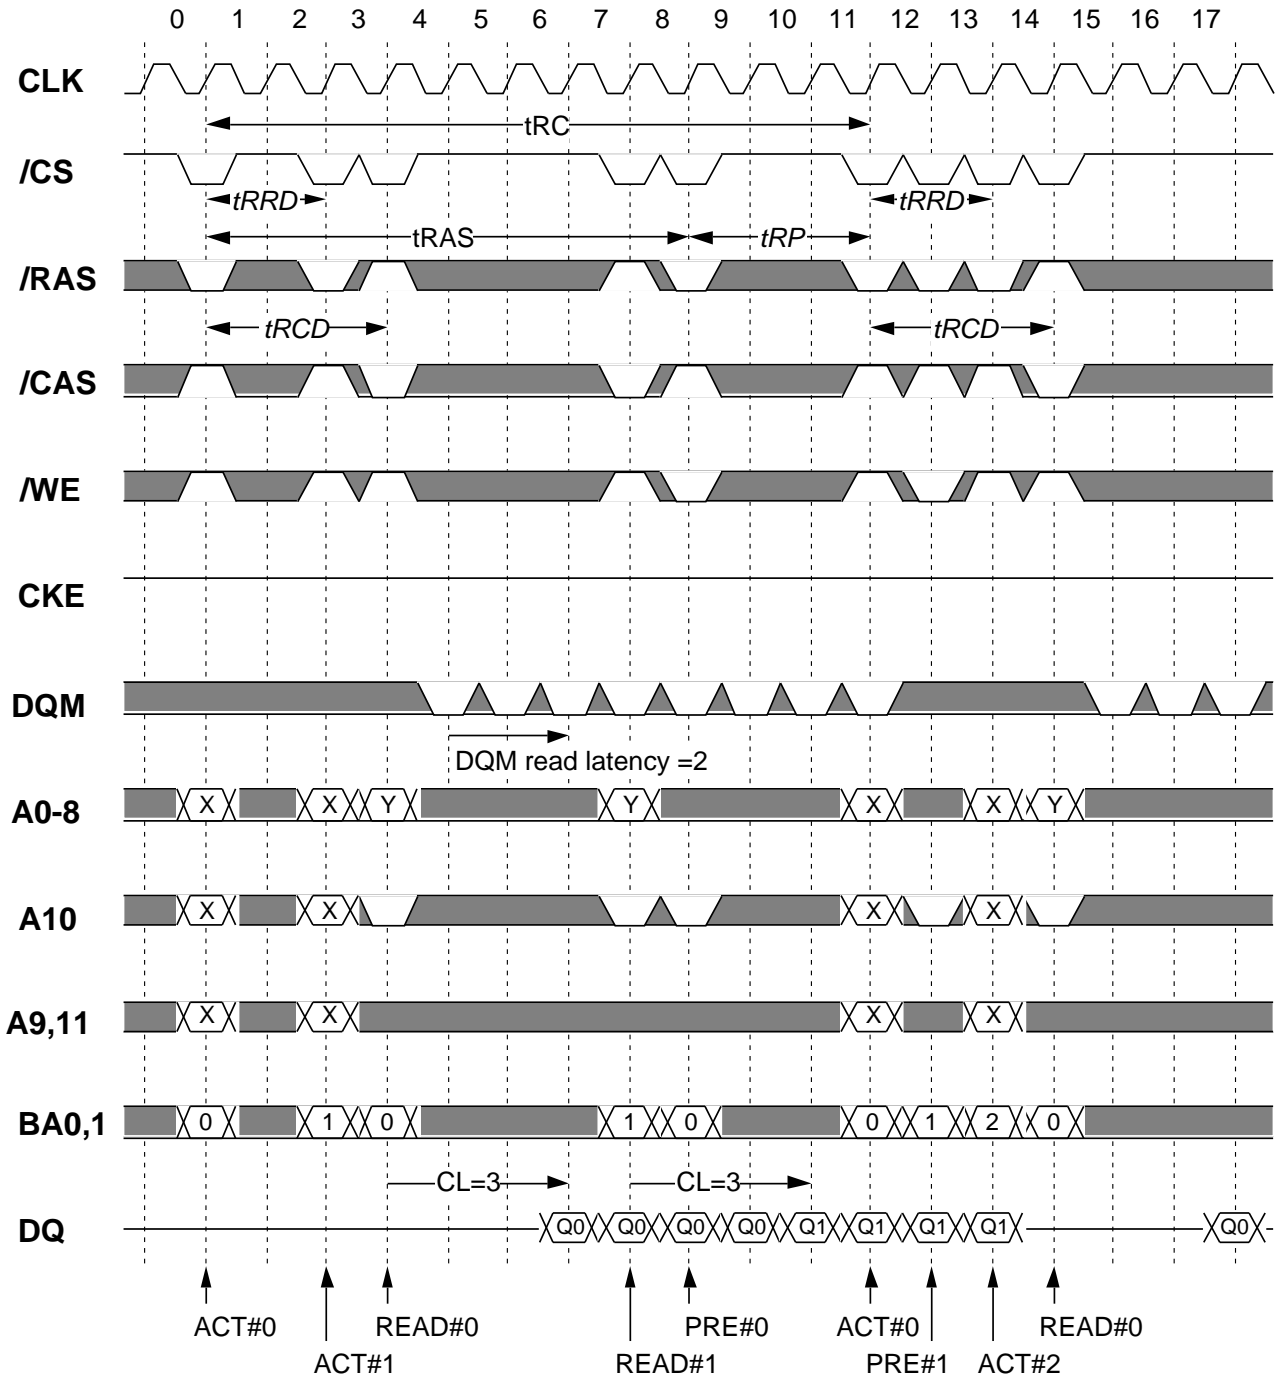 0 1 2 3 4 5 6 7 8 9 10 11 12 13 14 15 16 17
CLK
tRC
/CS
tRRD tRRD
tRAS tRP
/RAS
tRCD tRCD
/CAS
/WE
CKE
DQM
DQM read latency =2
A0-8 X X Y Y X X Y
A10 X X X X
A9,11 X X X X
BA0,1 0 1 0 1 0 0 1 2 0
CL=3 CL=3
DQ Q0 Q0 Q0 Q0 Q1 Q1 Q1 Q1 Q0
ACT#0 READ#0 PRE#0 ACT#0 READ#0
ACT#1 READ#1 PRE#1 ACT#2